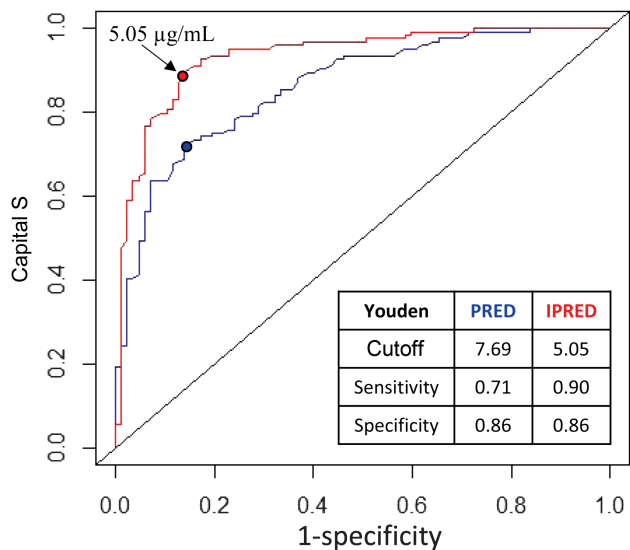 5.05 µg/mL
Capital S
1.0
0.8
0.6
0.4
0.2
0.0
Youden PRED IPRED
Cutoff 7.69 5.05
Sensitivity 0.71 0.90
Specificity 0.86 0.86
0.0 0.2 0.4 0.6 0.8 1.0
1-specificity